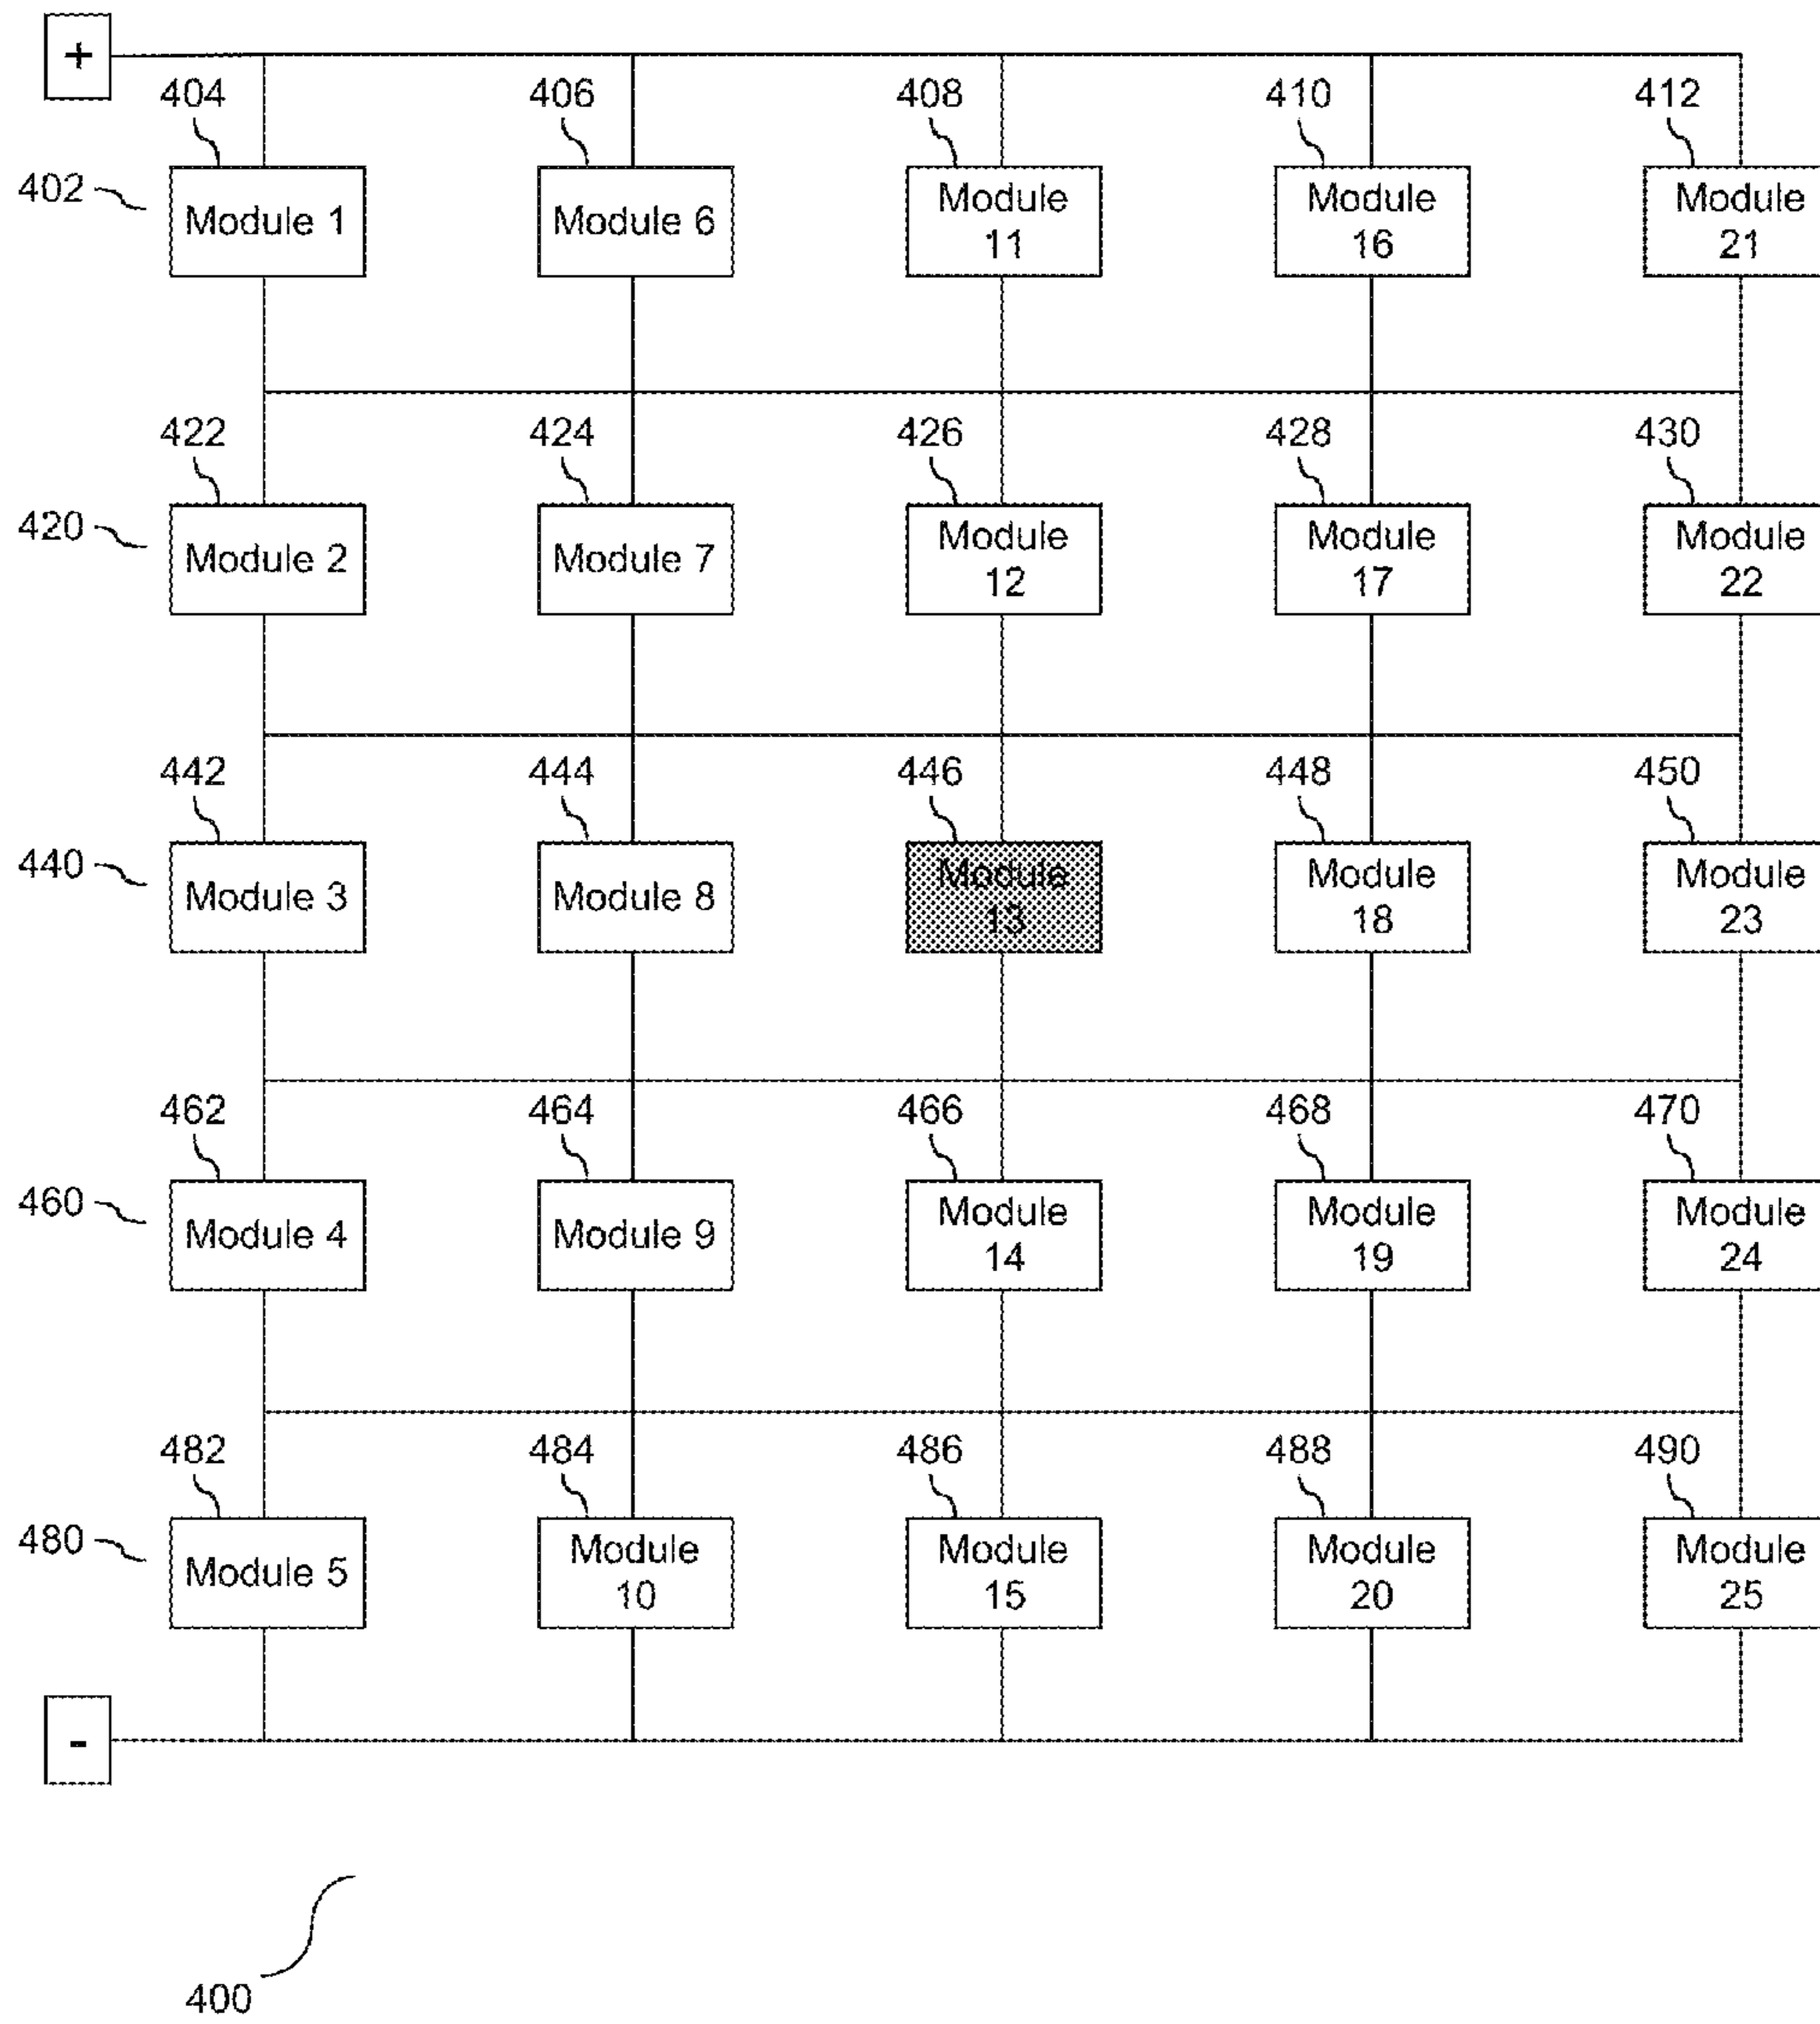 +
404 406 408 410 412
402
Module 1
Module 6
Module
11
Module
16
Module
21
422 424 426 428 430
420
Module 2
Module 7
Module
12
Module
17
Module
22
442 444 446 448 450
440
Module 3
Module 8
Module
13
Module
18
Module
23
462 464 466 468 470
460
Module 4
Module 9
Module
14
Module
19
Module
24
482 484 486 488 490
480
Module 5
Module
10
Module
15
Module
20
Module
25
-
400